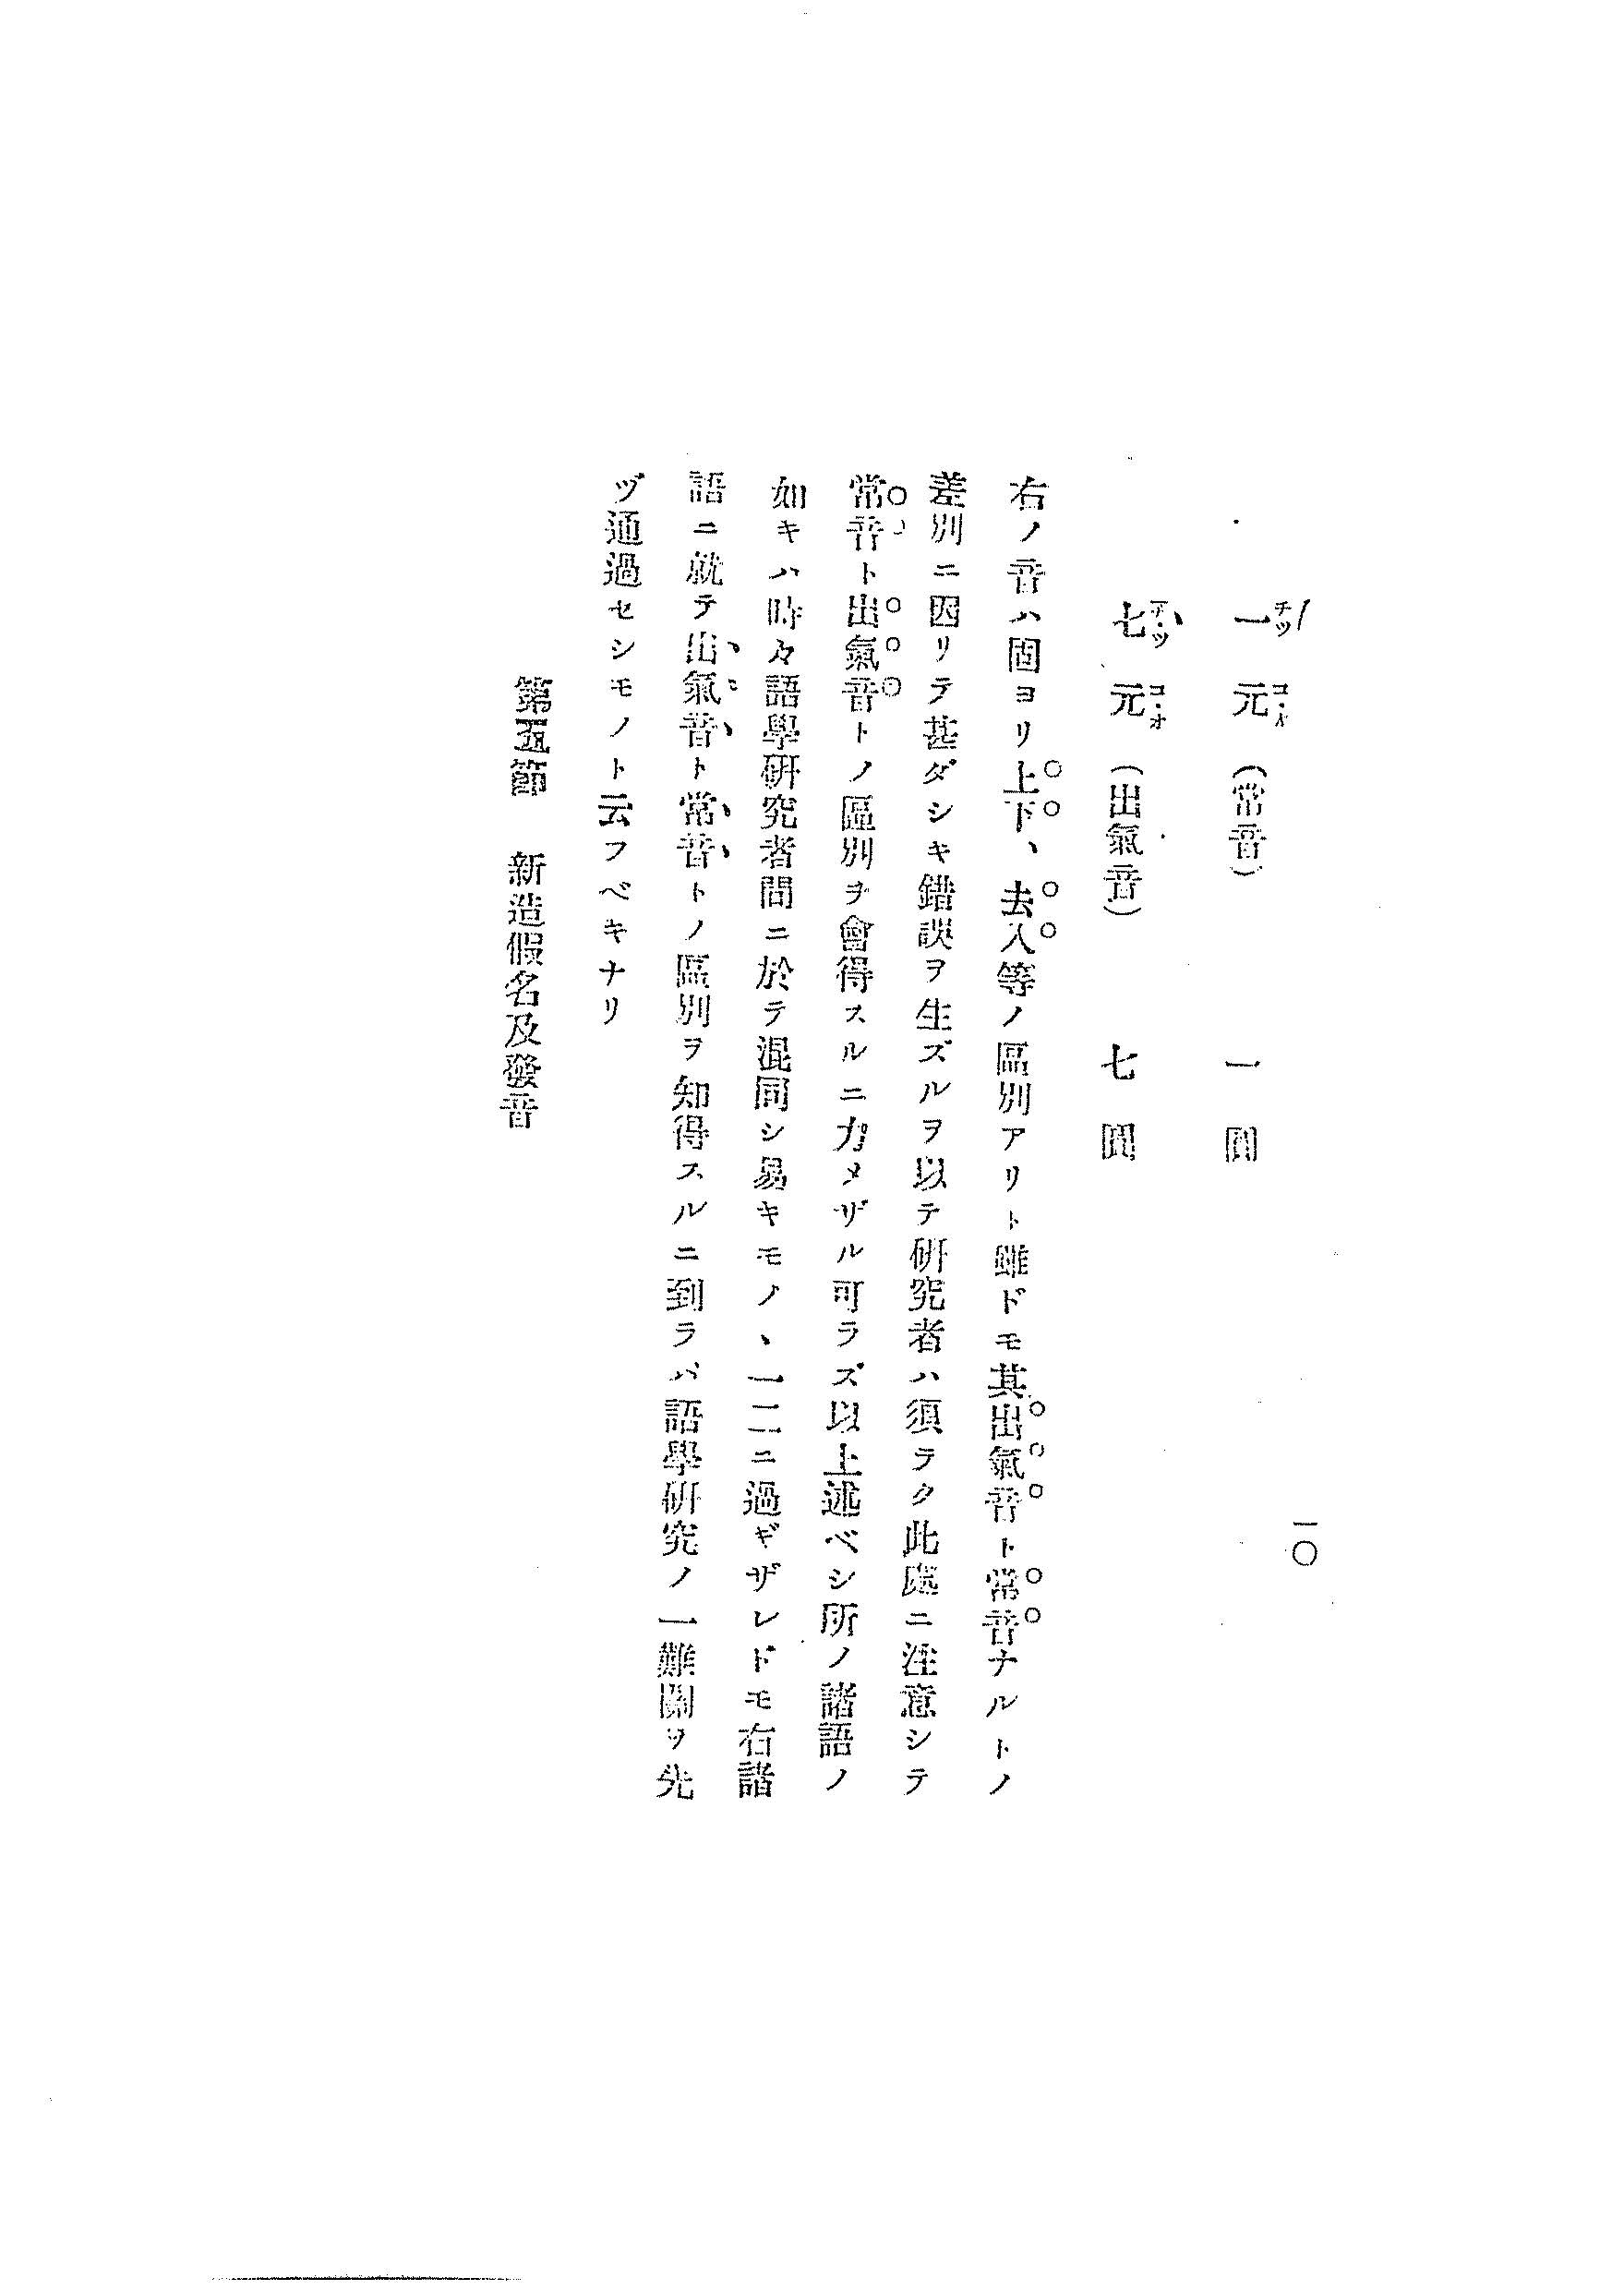 一〇
一元（常音）　一圓
七元（出氣音）　七圓
右ノ音ハ固ヨリ上下、去入等ノ區別アリト雖ドモ其出氣音ト常音ナルトノ
差別ニ因リテ甚ダシキ錯誤ヲ生ズルヲ以テ研究者ハ須ラク此處ニ注意シテ
常音ト出氣音トノ區別ヲ會得スルニ力メザル可ラズ以上述ベシ所ノ諸語ノ
如キハ時々語學研究者間ニ於テ混同シ易キモノヽ一二ニ過ギザレドモ右諸
語ニ就テ出氣音ト常音トノ區別ヲ知得スルニ到ラバ語學研究ノ一難關ヲ先
ヅ通過セシモノト云フベキナリ
第五節　新造假名及發音